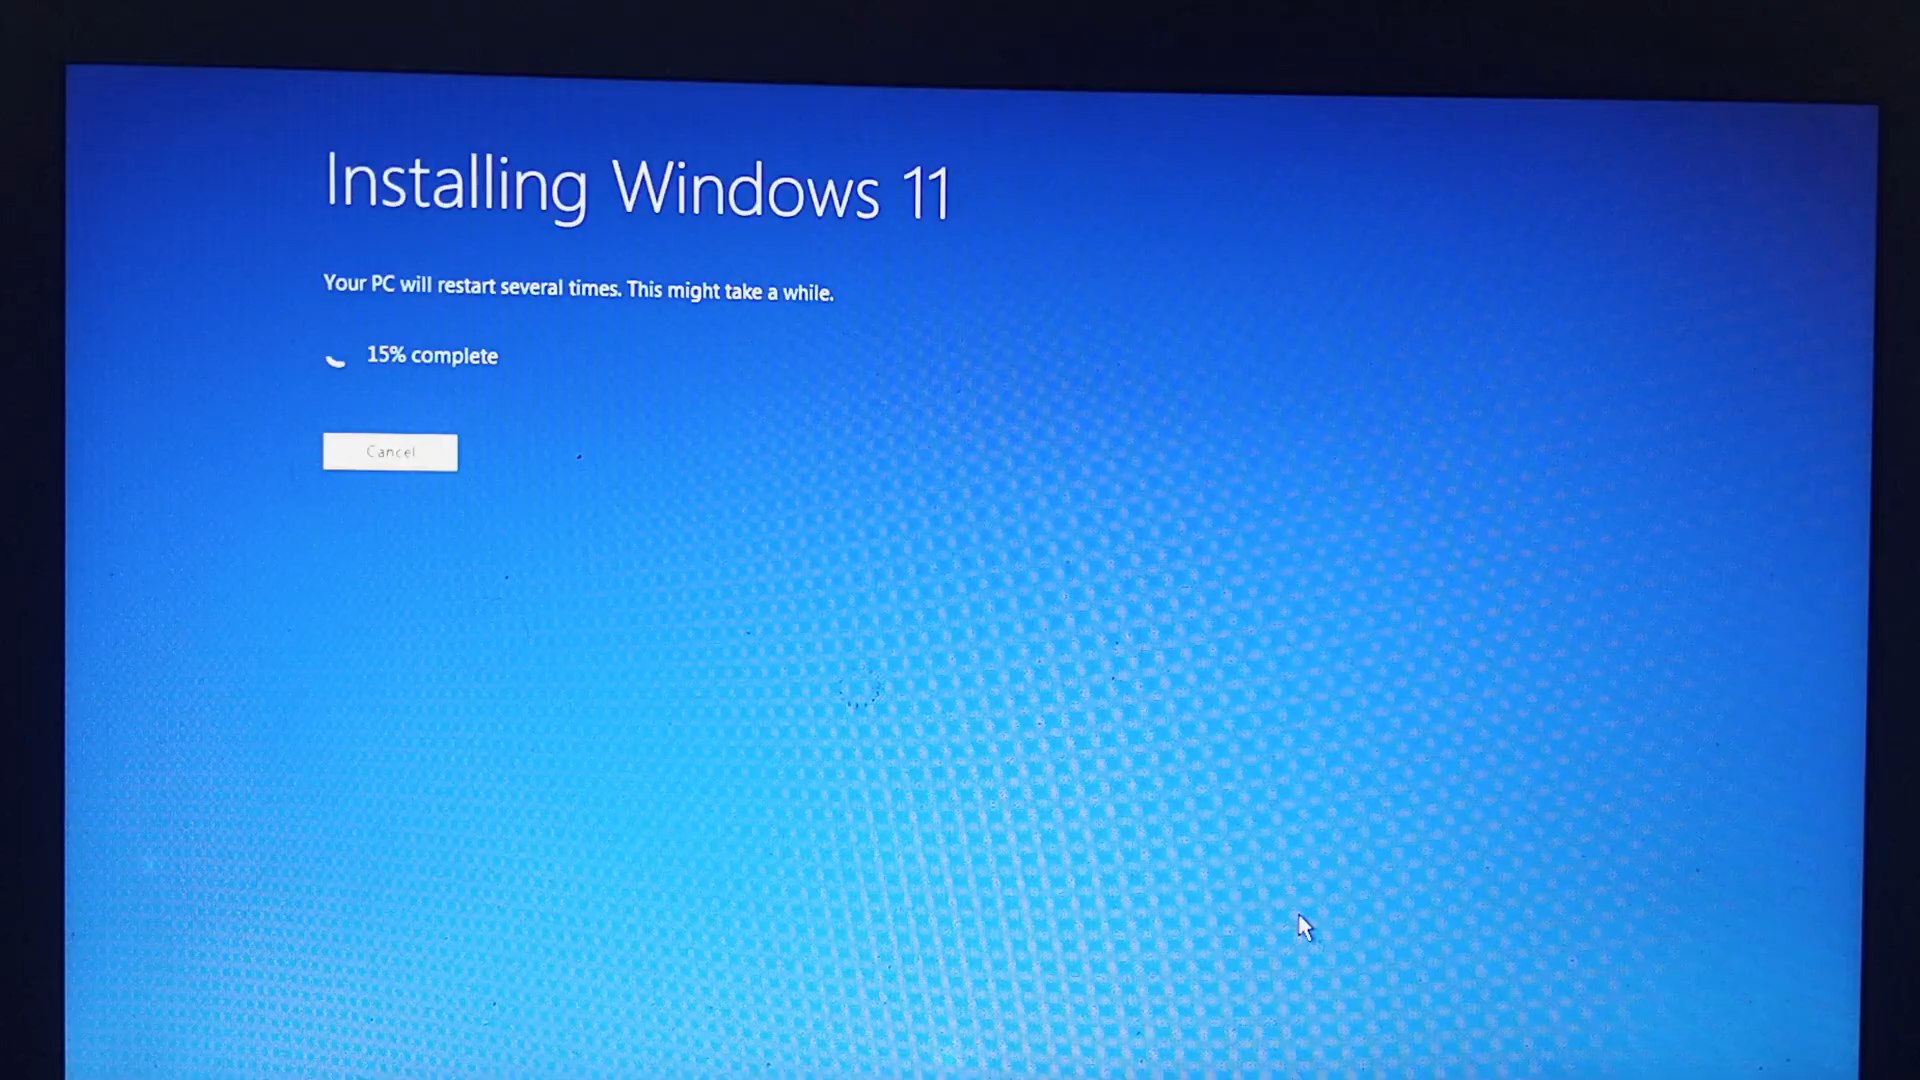 Installing Windows 11
Your PC will restart several times. This might take a while.
15% complete
Cancel